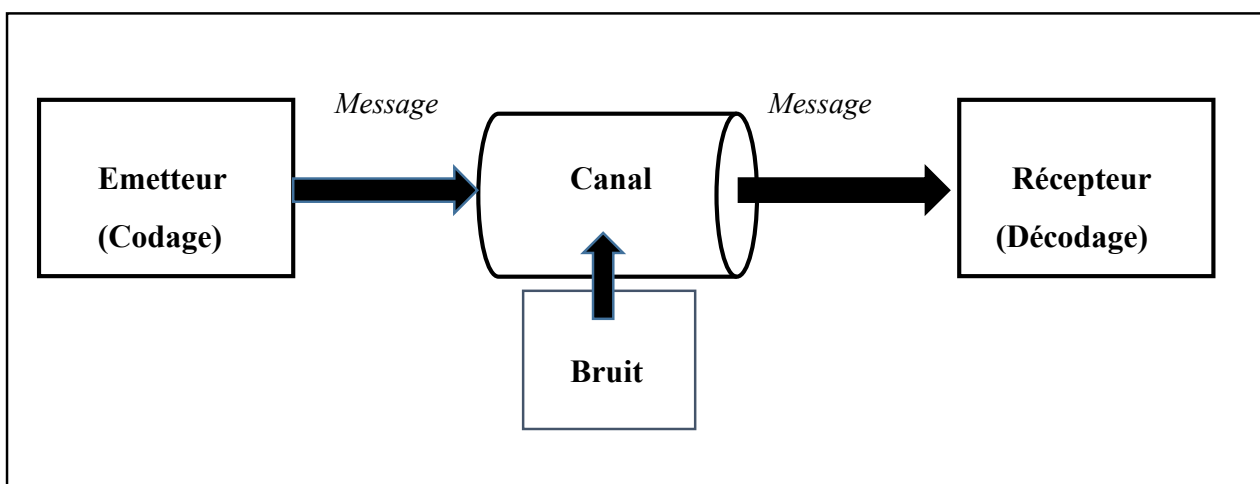 Message
Message
Emetteur
(Codage)
Canal
Récepteur
(Décodage)
Bruit